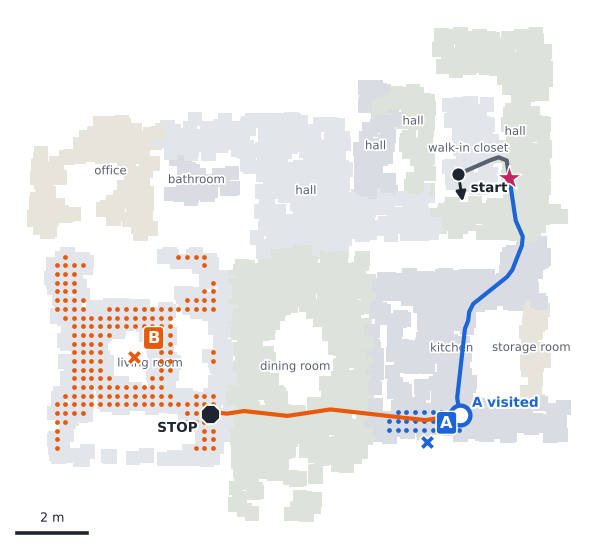 hall
hall
hall
walk-in closet
office
bathroom
start
hall
B
kitchen
storage room
living room
dining room
A visited
A
STOP
2 m